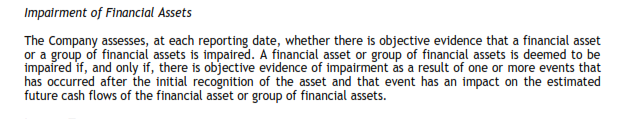 Impairment of Financial Assets
The Company assesses, at each reporting date, whether there is objective evidence that a financial asset
or a group of financial assets is impaired. A financial asset or group of financial assets is deemed to be
impaired if, and only if, there is objective evidence of impairment as a result of one or more events that
has occurred after the initial recognition of the asset and that event has an impact on the estimated
future cash flows of the financial asset or group of financial assets.